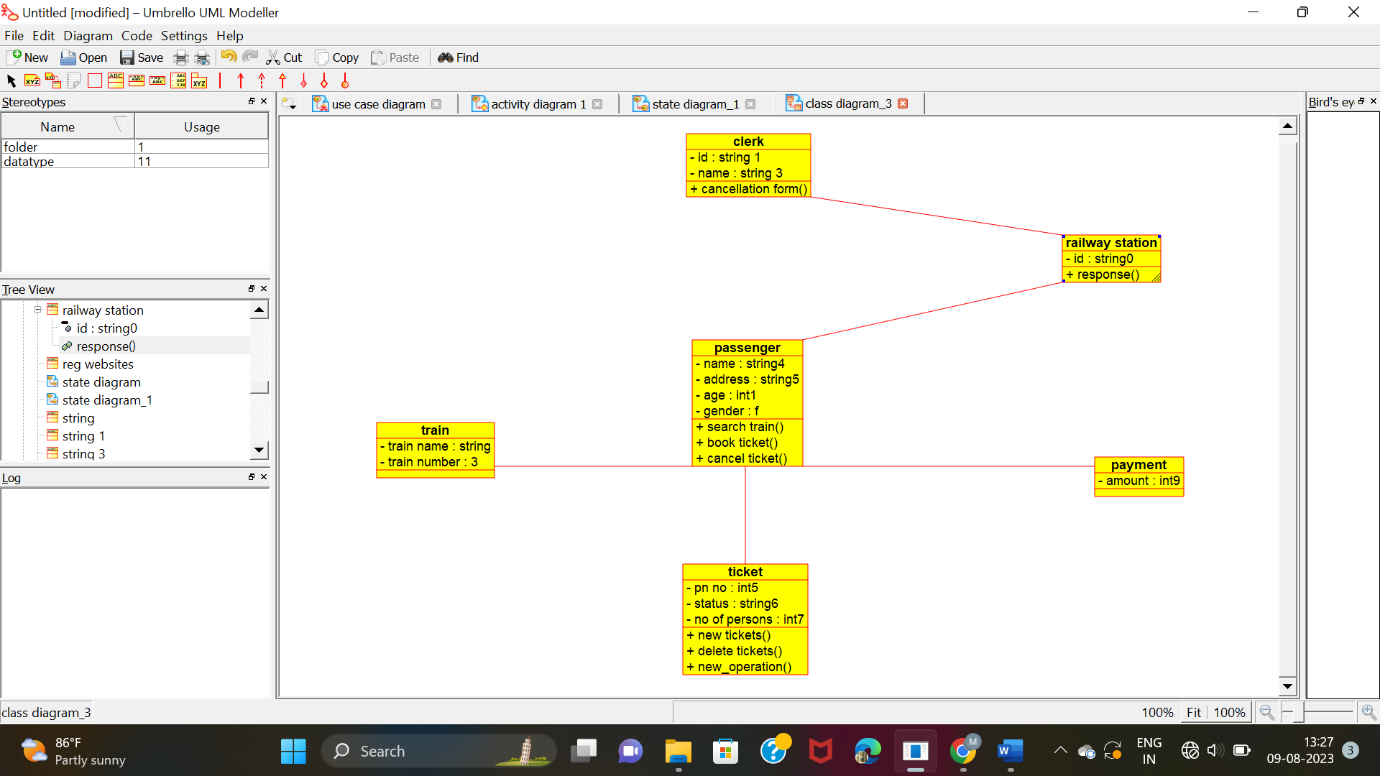 Untitled [modified] – Umbrello UML Modeller
File Edit Diagram Code Settings Help
New Open Save Cut Copy Paste Find
Stereotypes
Name Usage
folder 1
datatype 11
Tree View
railway station
id : string0
response()
reg websites
state diagram
state diagram_1
string
string 1
string 3
Log
use case diagram activity diagram 1 state diagram_1 class diagram_3
Bird's ey
clerk
- id : string 1
- name : string 3
+ cancellation form()
railway station
- id : string0
+ response()
passenger
- name : string4
- address : string5
- age : int1
- gender : f
+ search train()
+ book ticket()
+ cancel ticket()
train
- train name : string
- train number : 3
payment
- amount : int9
ticket
- pn no : int5
- status : string6
- no of persons : int7
+ new tickets()
+ delete tickets()
+ new_operation()
class diagram_3
100% Fit 100%
86°F
Partly sunny
Search
ENG
IN
13:27
09-08-2023
3